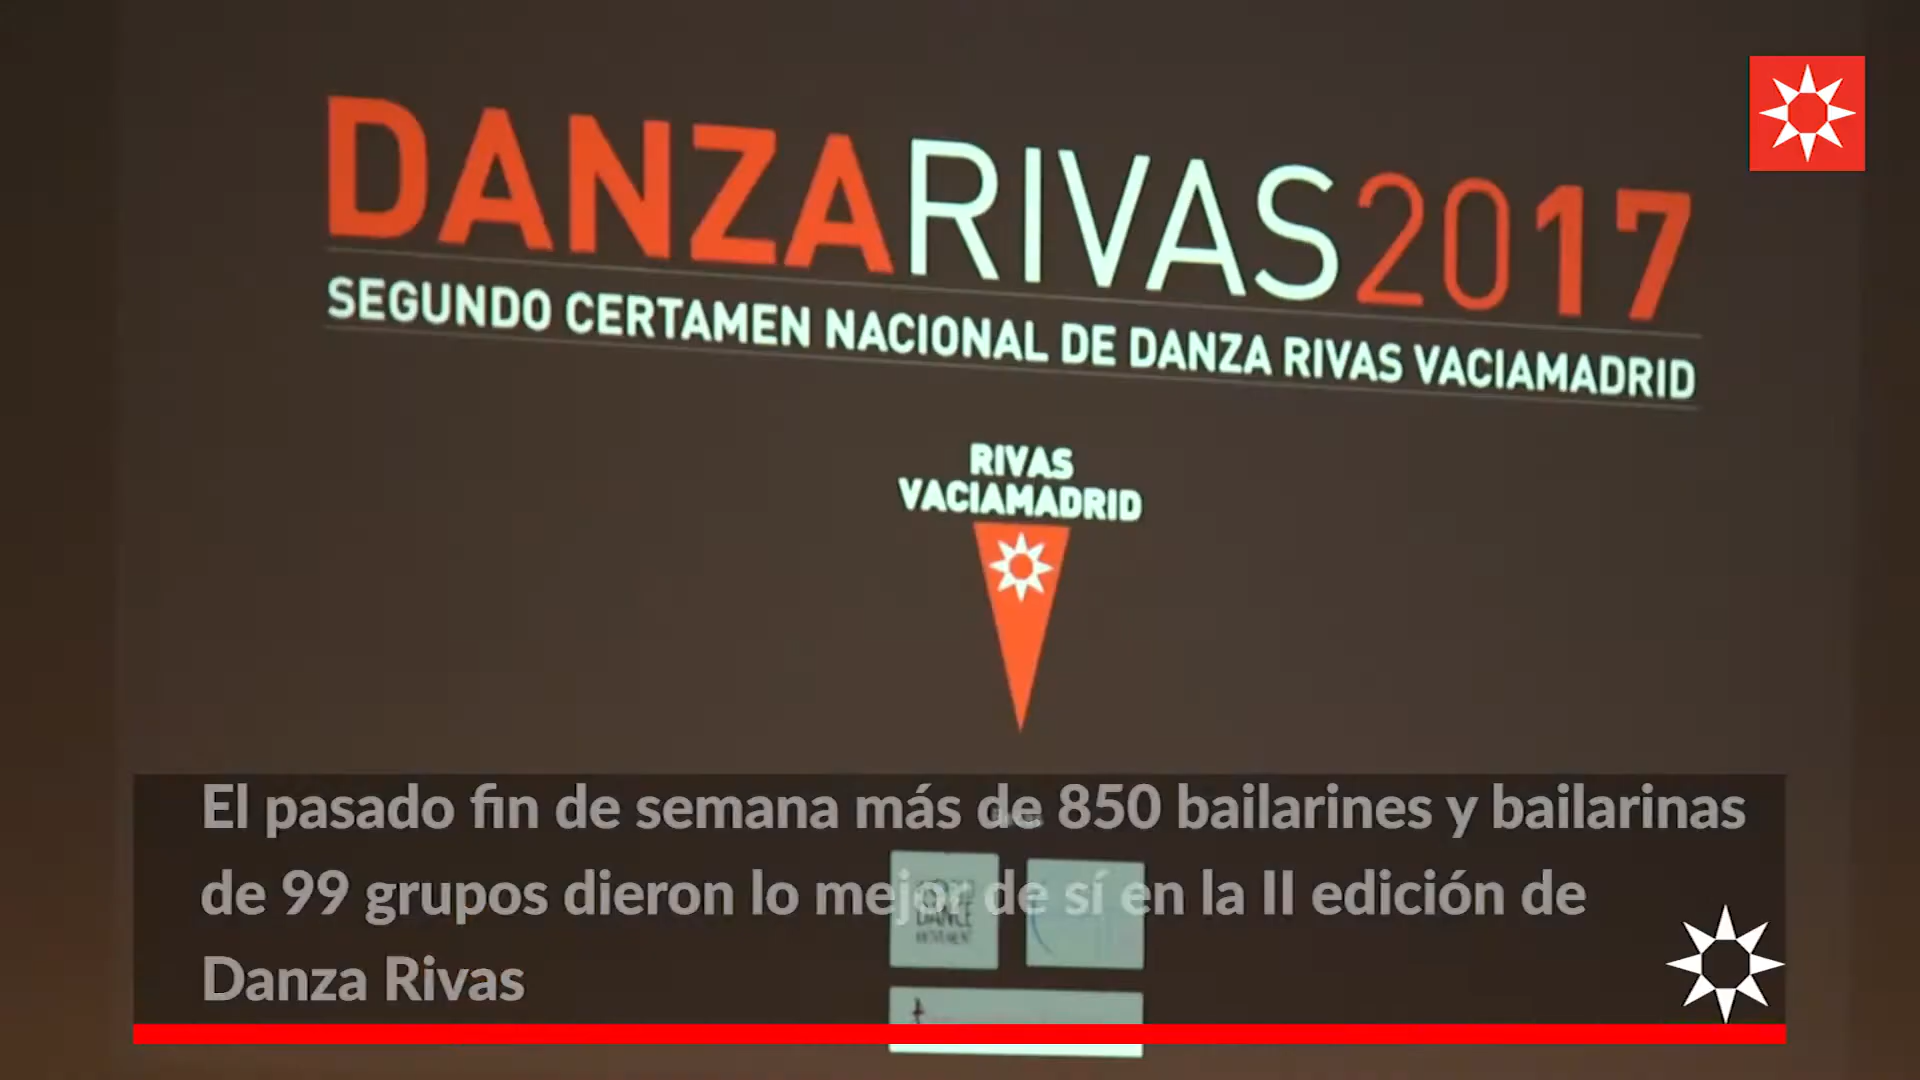 DANZARIVAS2017
SEGUNDO CERTAMEN NACIONAL DE DANZA RIVAS VACIAMADRID
RIVAS
VACIAMADRID
El pasado fin de semana más de 850 bailarines y bailarinas
de 99 grupos dieron lo mejor de sí en la II edición de
Danza Rivas
DANCE